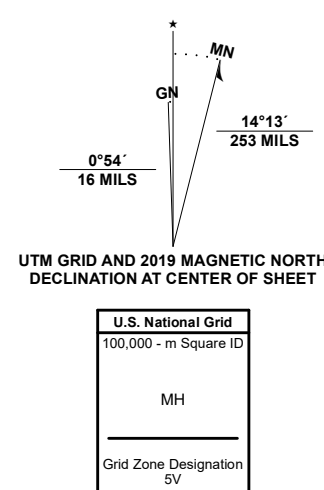 ★
MN
GN
14°13´
253 MILS
0°54´
16 MILS
UTM GRID AND 2019 MAGNETIC NORTH
DECLINATION AT CENTER OF SHEET
U.S. National Grid
100,000 - m Square ID
MH
Grid Zone Designation
5V